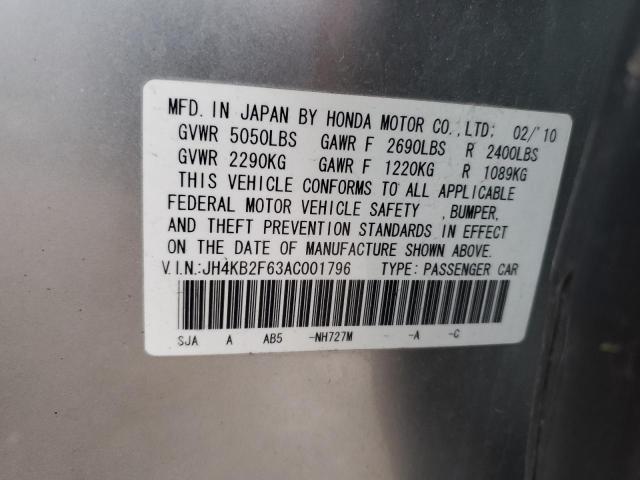 MFD. IN JAPAN BY HONDA MOTOR CO.,LTD; 02/'10
GVWR 5050LBS GAWR F 2690LBS R 2400LBS
GVWR 2290KG GAWR F 1220KG R 1089KG
THIS VEHICLE CONFORMS TO ALL APPLICABLE
FEDERAL MOTOR VEHICLE SAFETY ,BUMPER,
AND THEFT PREVENTION STANDARDS IN EFFECT
ON THE DATE OF MANUFACTURE SHOWN ABOVE.
V.I.N.:JH4KB2F63AC001796 TYPE: PASSENGER CAR
SJA A AB5 -NH727M -A -C